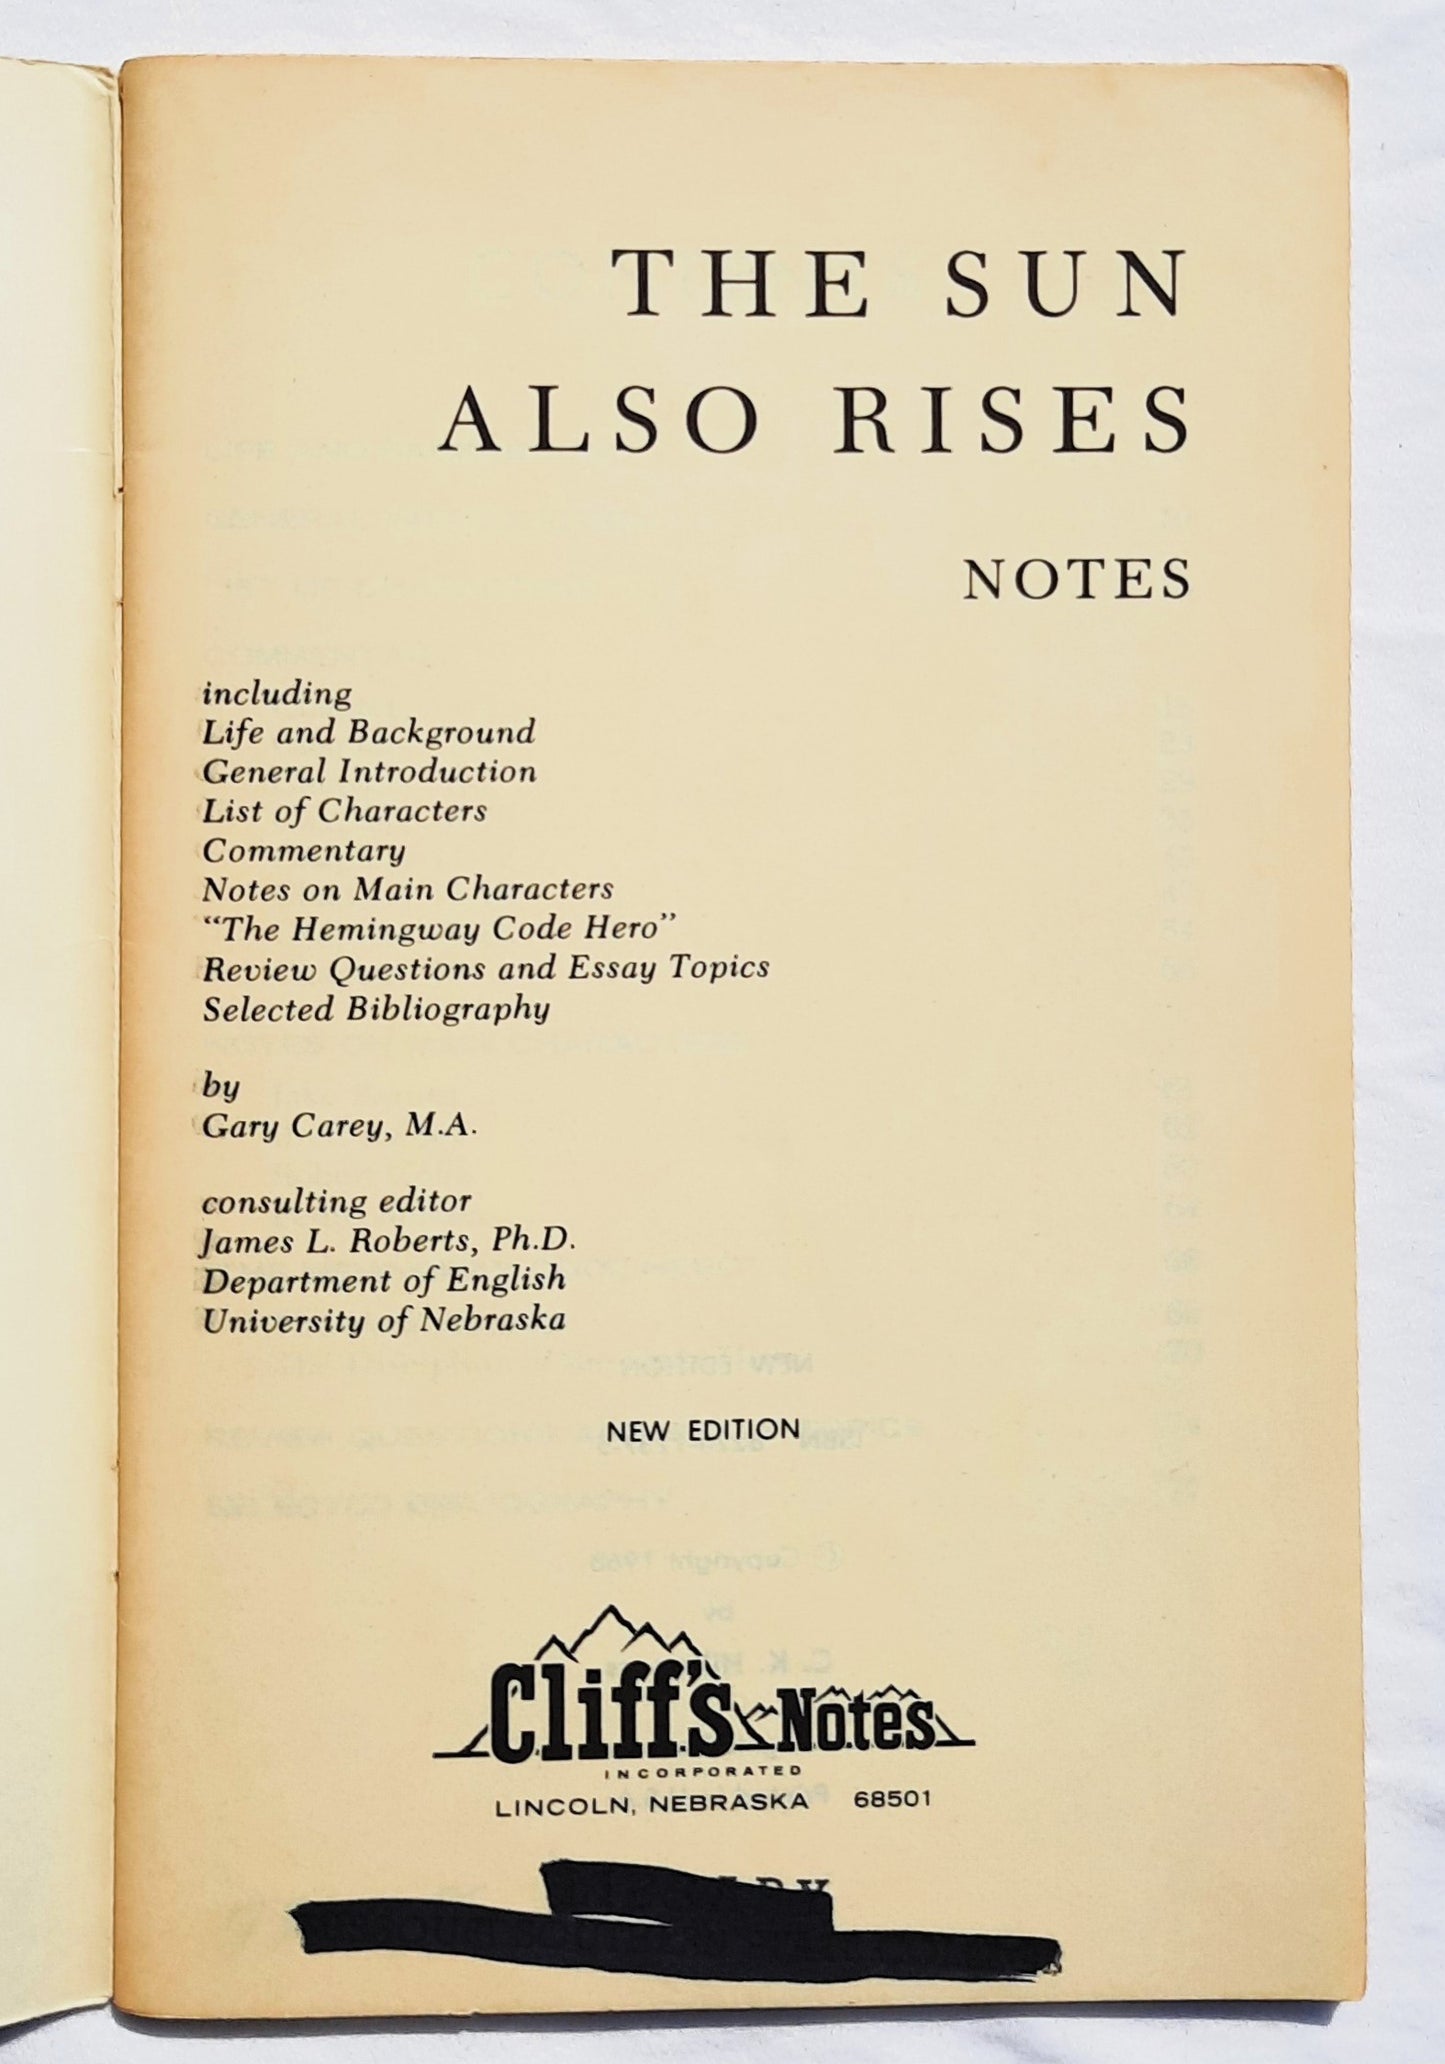 THE SUN
ALSO RISES
NOTES
including
Life and Background
General Introduction
List of Characters
Commentary
Notes on Main Characters
“The Hemingway Code Hero”
Review Questions and Essay Topics
Selected Bibliography
by
Gary Carey, M.A.
consulting editor
James L. Roberts, Ph.D.
Department of English
University of Nebraska
NEW EDITION
Cliff's Notes
INCORPORATED
LINCOLN, NEBRASKA 68501